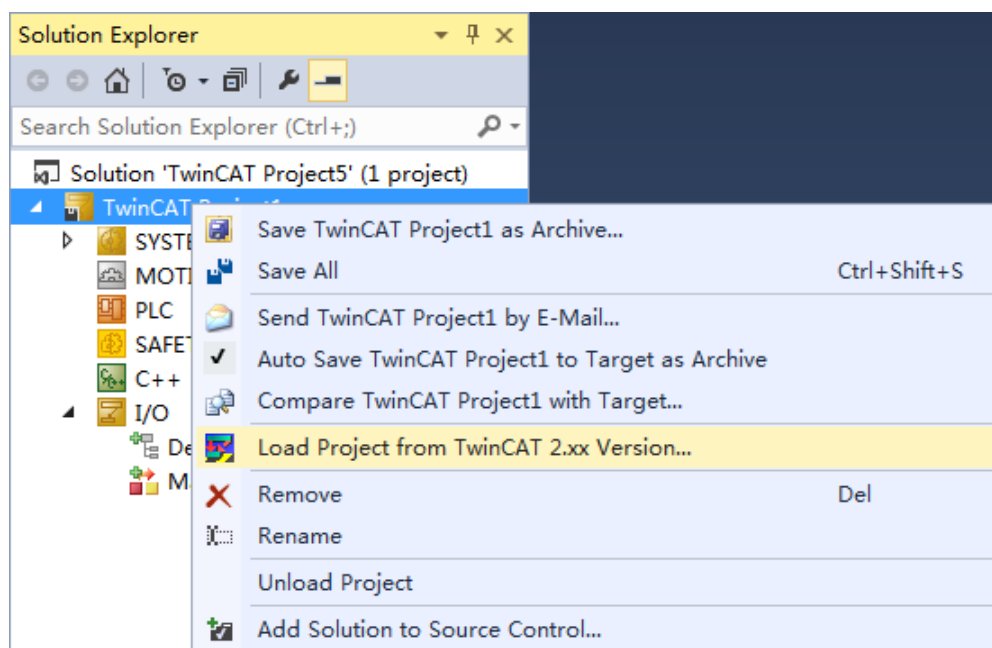 Solution Explorer
Search Solution Explorer (Ctrl+;)
Solution 'TwinCAT Project5' (1 project)
TwinCAT
SYSTE
MOTI
PLC
SAFET
C++
I/O
De
M
Save TwinCAT Project1 as Archive...
Save All Ctrl+Shift+S
Send TwinCAT Project1 by E-Mail...
Auto Save TwinCAT Project1 to Target as Archive
Compare TwinCAT Project1 with Target...
Load Project from TwinCAT 2.xx Version...
Remove Del
Rename
Unload Project
Add Solution to Source Control...